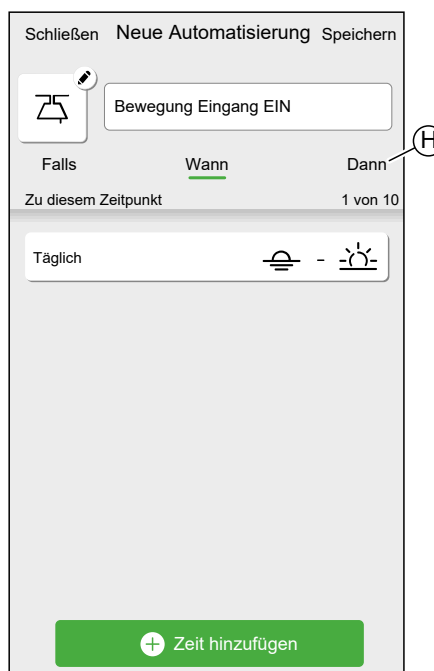 Schließen Neue Automatisierung Speichern
Bewegung Eingang EIN
H
Falls Wann Dann
Zu diesem Zeitpunkt 1 von 10
Täglich -
Zeit hinzufügen